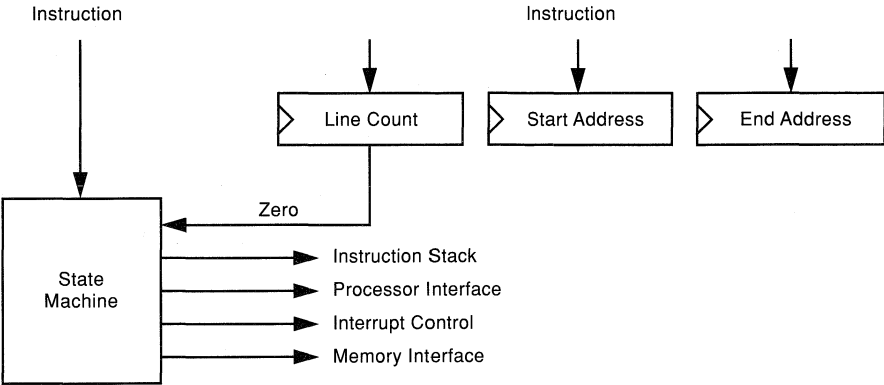 Instruction
Instruction
Line Count
Start Address
End Address
Zero
State
Machine
Instruction Stack
Processor Interface
Interrupt Control
Memory Interface